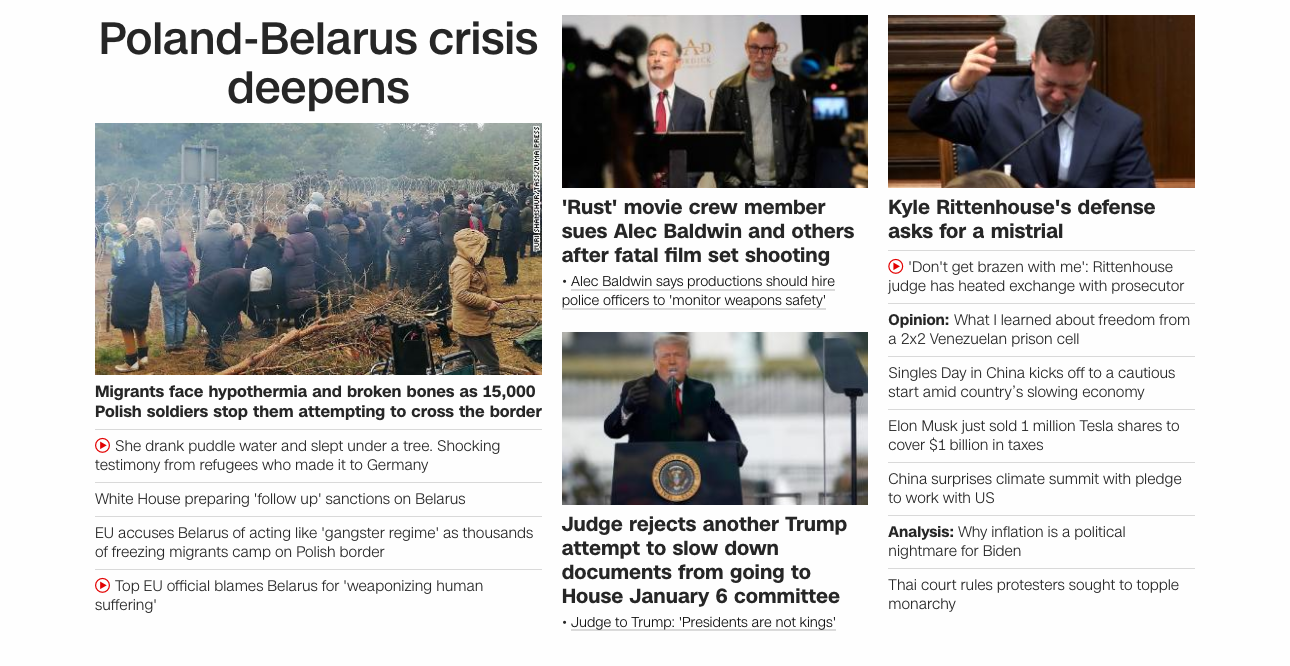 Poland-Belarus crisis
deepens
YURI SHAMSHUR/TASS/ZUMA PRESS
Migrants face hypothermia and broken bones as 15,000
Polish soldiers stop them attempting to cross the border
She drank puddle water and slept under a tree. Shocking
testimony from refugees who made it to Germany
White House preparing 'follow up' sanctions on Belarus
EU accuses Belarus of acting like 'gangster regime' as thousands
of freezing migrants camp on Polish border
Top EU official blames Belarus for 'weaponizing human
suffering'
'Rust' movie crew member
sues Alec Baldwin and others
after fatal film set shooting
• Alec Baldwin says productions should hire
police officers to 'monitor weapons safety'
Judge rejects another Trump
attempt to slow down
documents from going to
House January 6 committee
• Judge to Trump: 'Presidents are not kings'
Kyle Rittenhouse's defense
asks for a mistrial
'Don't get brazen with me': Rittenhouse
judge has heated exchange with prosecutor
Opinion: What I learned about freedom from
a 2x2 Venezuelan prison cell
Singles Day in China kicks off to a cautious
start amid country’s slowing economy
Elon Musk just sold 1 million Tesla shares to
cover $1 billion in taxes
China surprises climate summit with pledge
to work with US
Analysis: Why inflation is a political
nightmare for Biden
Thai court rules protesters sought to topple
monarchy